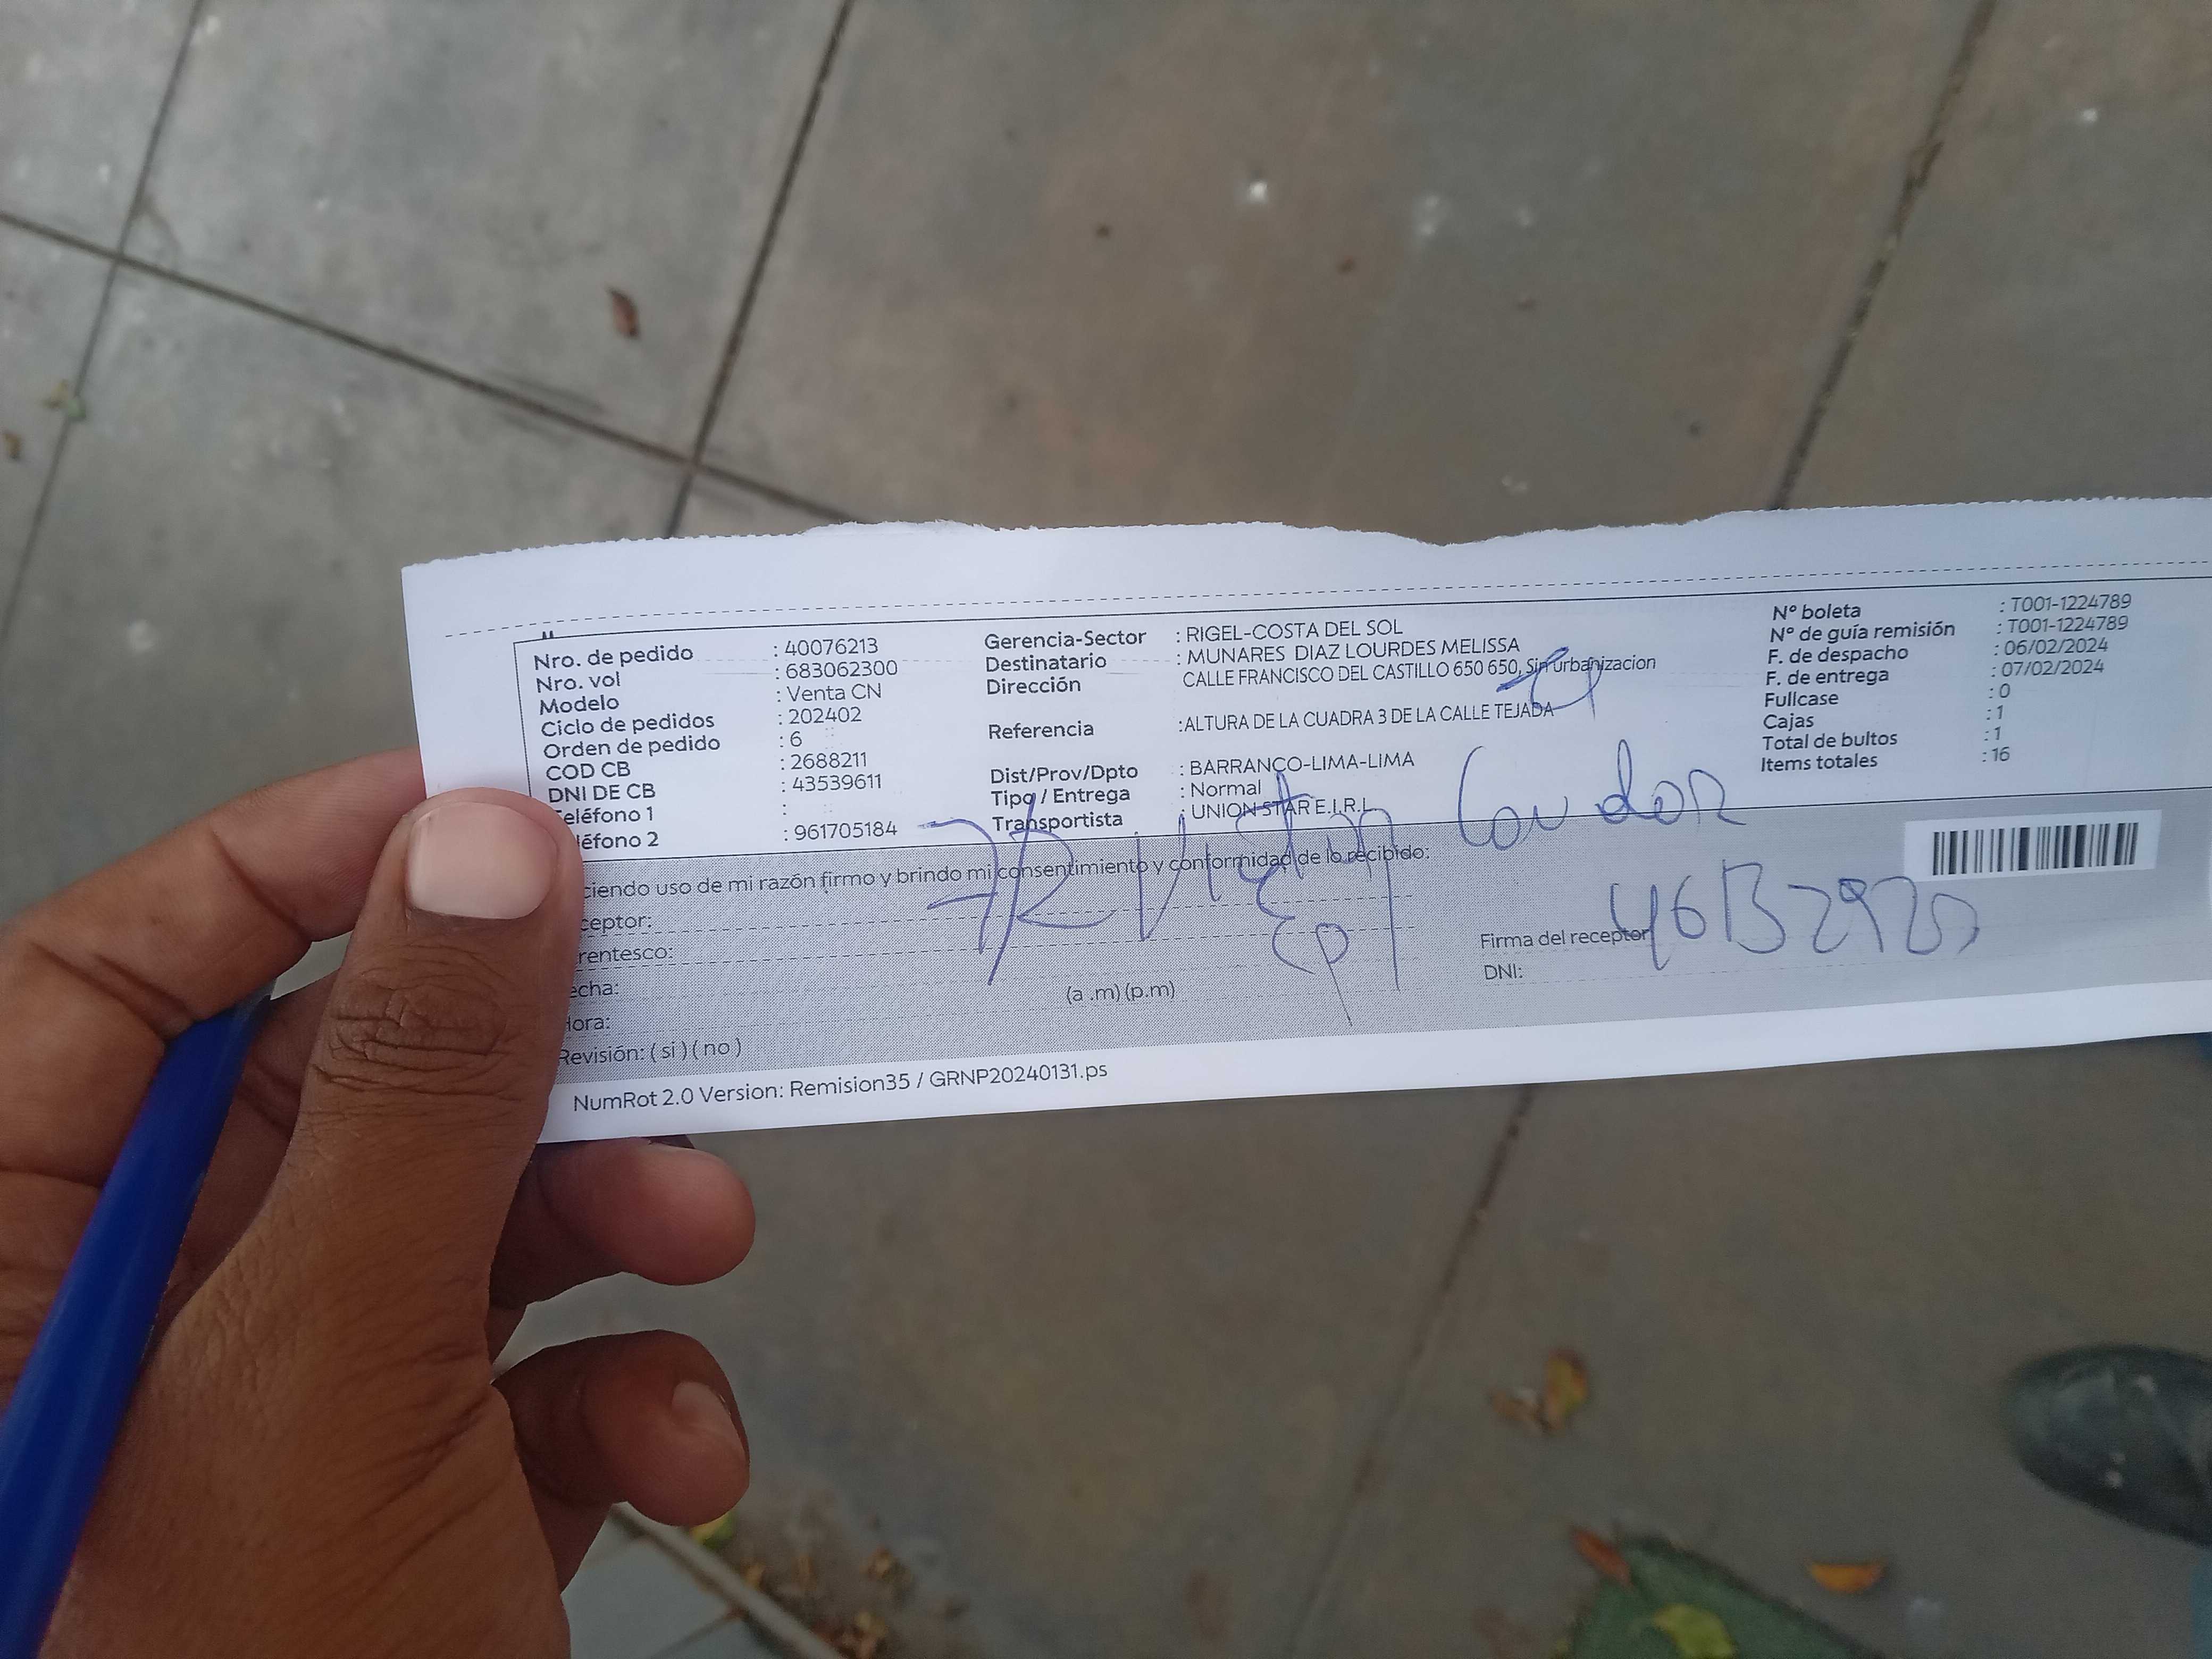 Nro. de pedido : 40076213
Nro. vol : 683062300
Modelo : Venta CN
Ciclo de pedidos : 202402
Orden de pedido : 6
COD CB : 2688211
DNI DE CB : 43539611
eléfono 1 :
léfono 2 : 961705184
Gerencia-Sector : RIGEL-COSTA DEL SOL
Destinatario : MUNARES DIAZ LOURDES MELISSA
Dirección CALLE FRANCISCO DEL CASTILLO 650 650, Sin urbanizacion
Referencia :ALTURA DE LA CUADRA 3 DE LA CALLE TEJADA
Dist/Prov/Dpto : BARRANCO-LIMA-LIMA
Tipo / Entrega : Normal
Transportista : UNION STAR E.I.R.L
N° boleta : T001-1224789
N° de guía remisión : T001-1224789
F. de despacho : 06/02/2024
F. de entrega : 07/02/2024
Fullcase : 0
Cajas : 1
Total de bultos : 1
Items totales : 16
ciendo uso de mi razón firmo y brindo mi consentimiento y conformidad de lo recibido:
ceptor:
rentesco:
echa:
Hora: (a .m) (p.m)
Revisión: ( si ) ( no )
Firma del receptor
DNI:
NumRot 2.0 Version: Remision35 / GRNP20240131.ps